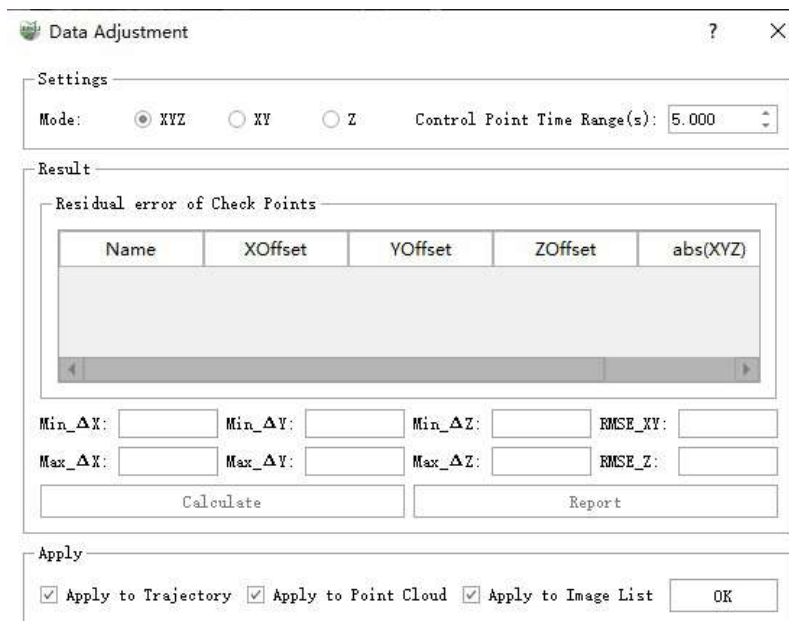 Data Adjustment ? ×
Settings
Mode: XYZ XY Z Control Point Time Range(s): 5.000
Result
Residual error of Check Points
Name XOffset YOffset ZOffset abs(XYZ)
Min_ΔX: Min_ΔY: Min_ΔZ: RMSE_XY:
Max_ΔX: Max_ΔY: Max_ΔZ: RMSE_Z:
Calculate Report
Apply
Apply to Trajectory Apply to Point Cloud Apply to Image List OK